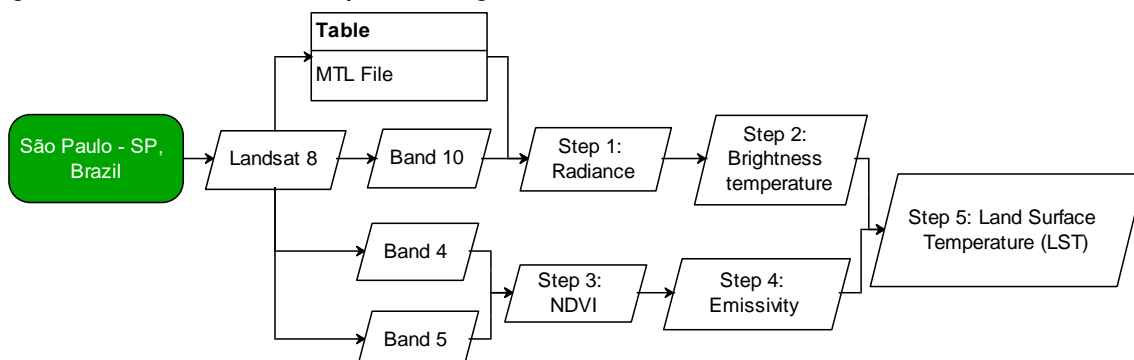 Table
MTL File
São Paulo - SP,
Brazil
Landsat 8
Band 10
Step 1:
Radiance
Step 2:
Brightness
temperature
Band 4
Band 5
Step 3:
NDVI
Step 4:
Emissivity
Step 5: Land Surface
Temperature (LST)